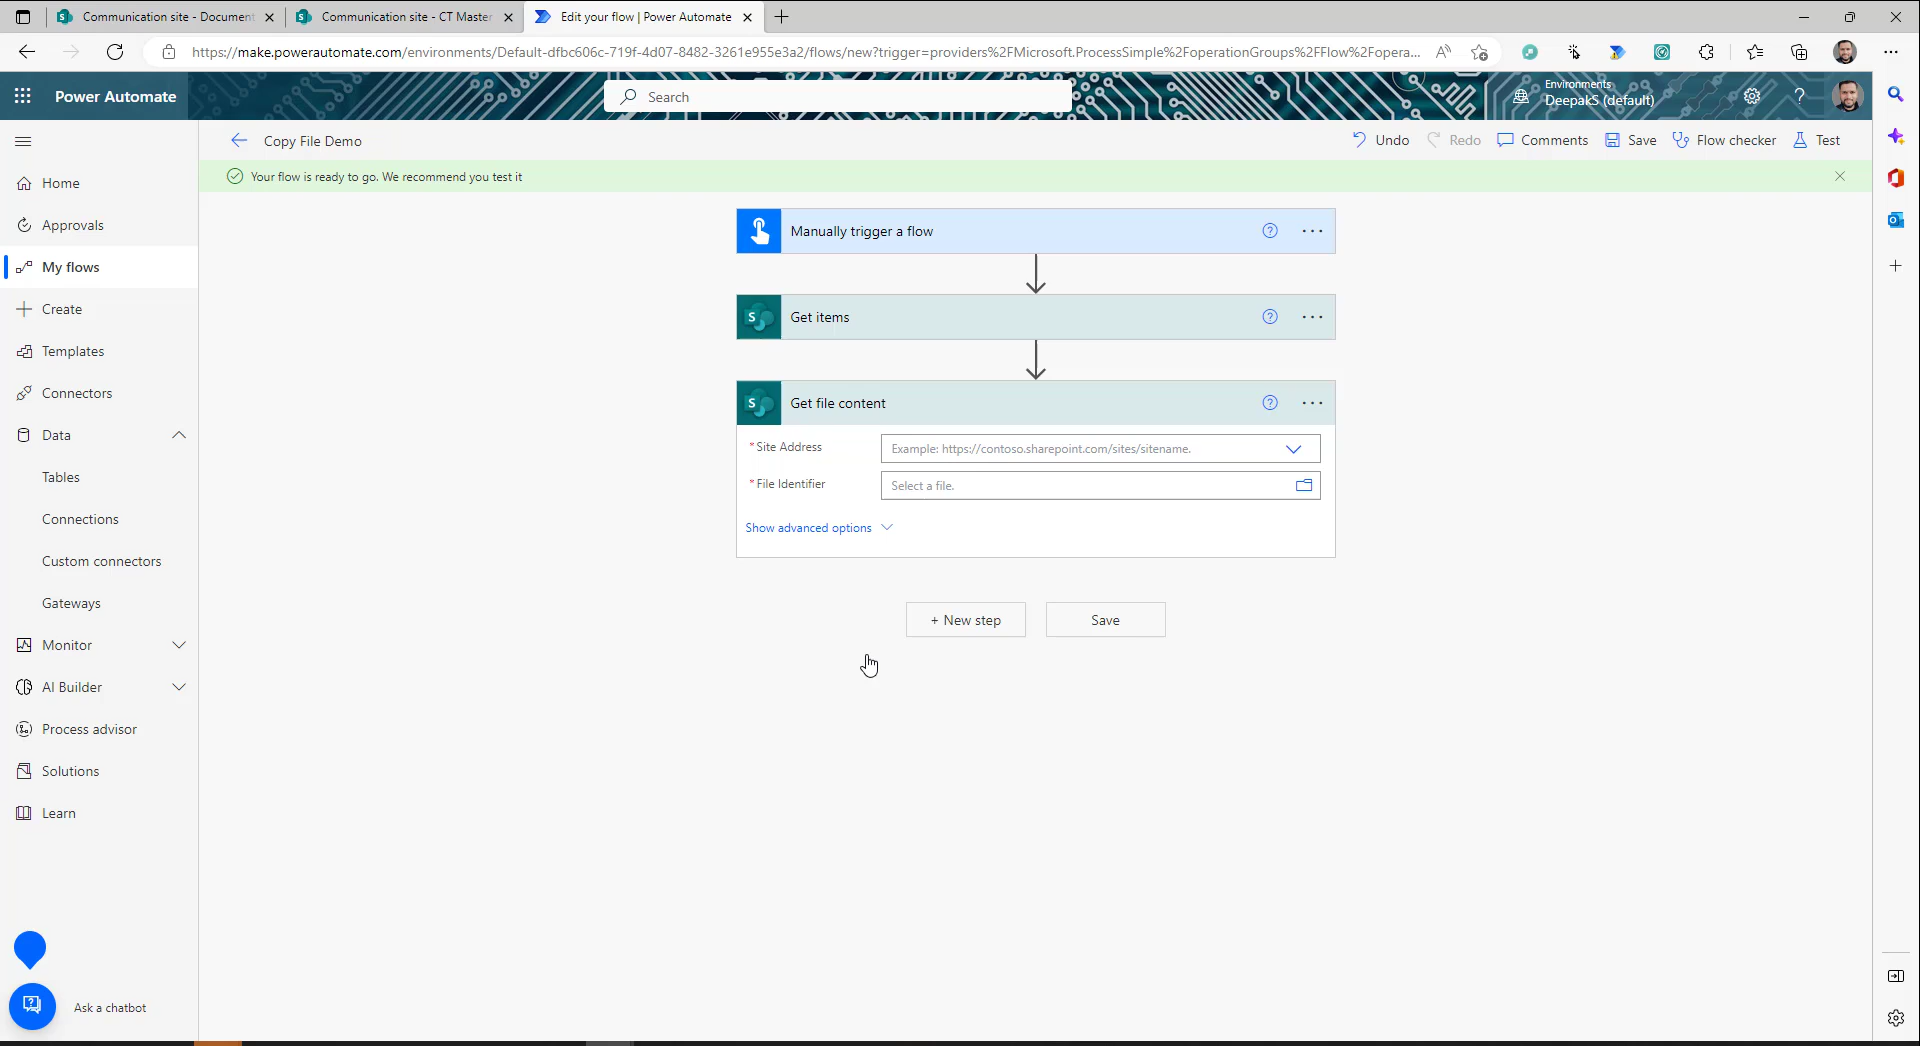 Communication site - Document
Communication site - CT Master
Edit your flow | Power Automate
https://make.powerautomate.com/environments/Default-dfbc606c-719f-4d07-8482-3261e955e3a2/flows/new?trigger=providers%2FMicrosoft.ProcessSimple%2FoperationGroups%2FFlow%2Fopera...
Power Automate
Search
Environments
DeepakS (default)
Copy File Demo
Undo
Redo
Comments
Save
Flow checker
Test
Your flow is ready to go. We recommend you test it
Home
Approvals
My flows
Create
Templates
Connectors
Data
Tables
Connections
Custom connectors
Gateways
Monitor
AI Builder
Process advisor
Solutions
Learn
Ask a chatbot
Manually trigger a flow
Get items
Get file content
*Site Address
Example: https://contoso.sharepoint.com/sites/sitename.
*File Identifier
Select a file.
Show advanced options
+ New step
Save